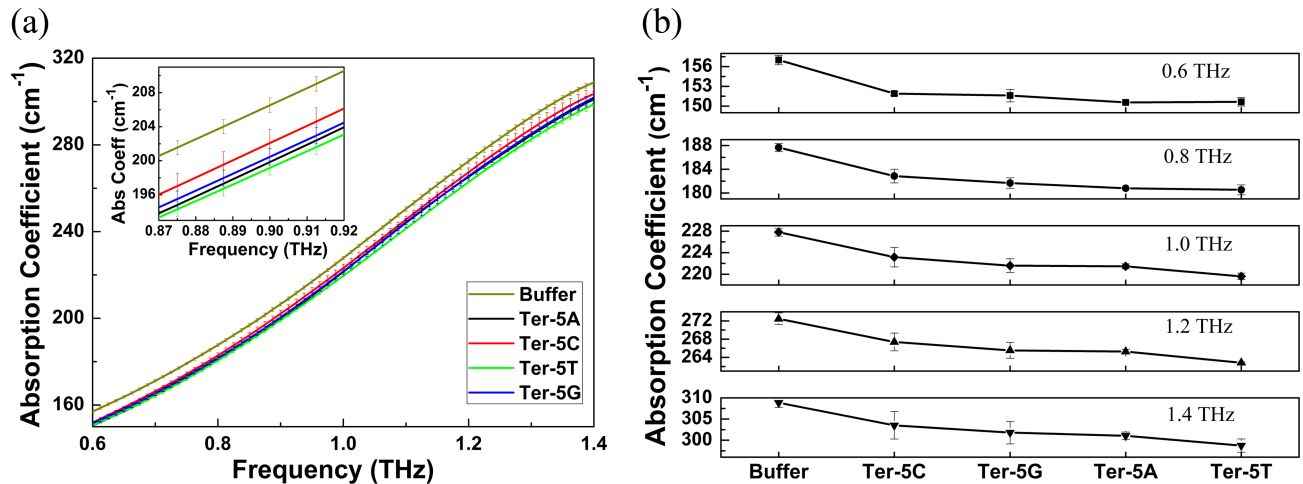 (a)
Absorption Coefficient (cm⁻¹)
320
280
240
200
160
0.6
0.8
1.0
1.2
1.4
Frequency (THz)
Abs Coeff (cm⁻¹)
208
204
200
196
0.87
0.88
0.89
0.90
0.91
0.92
Frequency (THz)
Buffer
Ter-5A
Ter-5C
Ter-5T
Ter-5G
(b)
Absorption Coefficient (cm⁻¹)
156
153
150
0.6 THz
188
184
180
0.8 THz
228
224
220
1.0 THz
272
268
264
1.2 THz
310
305
300
1.4 THz
Buffer
Ter-5C
Ter-5G
Ter-5A
Ter-5T